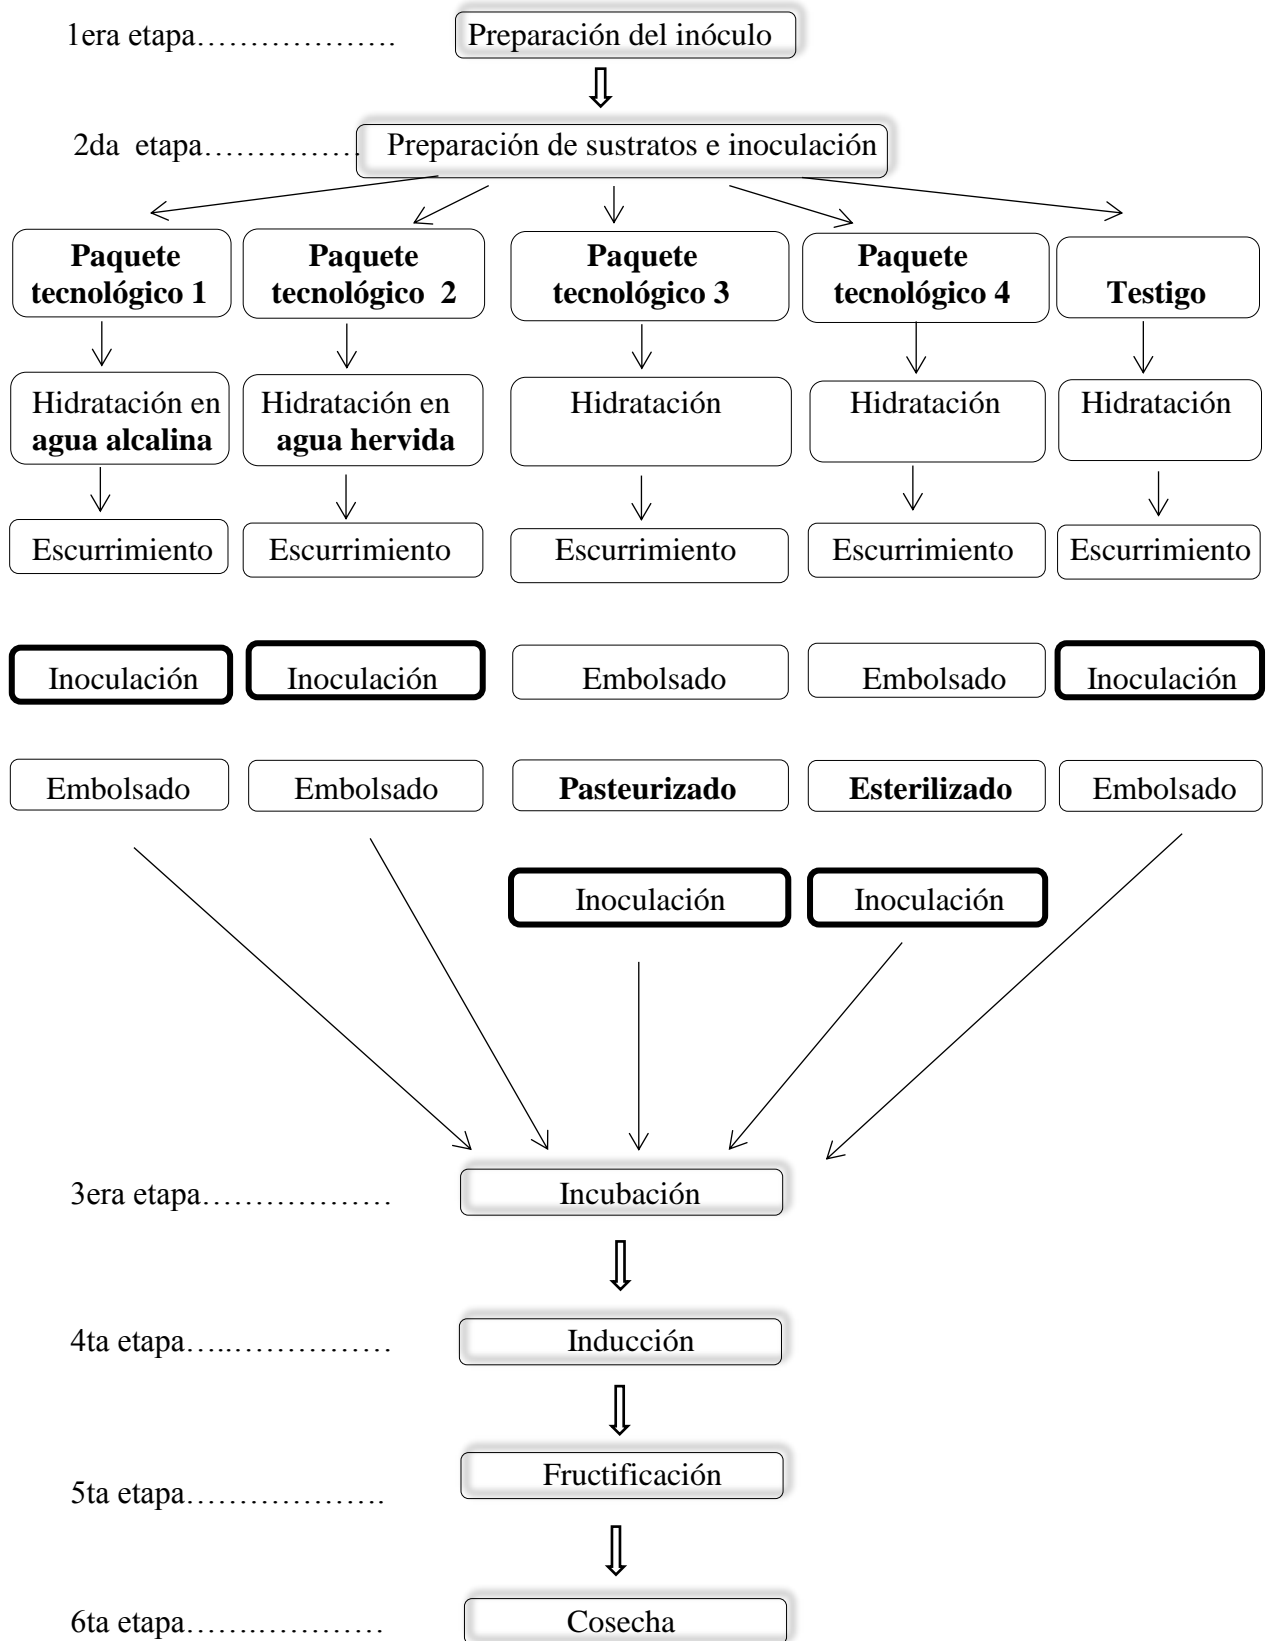 1era etapa……………….
Preparación del inóculo
2da  etapa……………
Preparación de sustratos e inoculación
Paquete
tecnológico 1
Paquete
tecnológico  2
Paquete
tecnológico 3
Paquete
tecnológico 4
Testigo
Hidratación en
agua alcalina
Hidratación en
agua hervida
Hidratación
Hidratación
Hidratación
Escurrimiento
Escurrimiento
Escurrimiento
Escurrimiento
Escurrimiento
Inoculación
Inoculación
Embolsado
Embolsado
Inoculación
Embolsado
Embolsado
Pasteurizado
Esterilizado
Embolsado
Inoculación
Inoculación
3era etapa………………
Incubación
4ta etapa…..……………
Inducción
Fructificación
5ta etapa……………….
6ta etapa…….…………
Cosecha